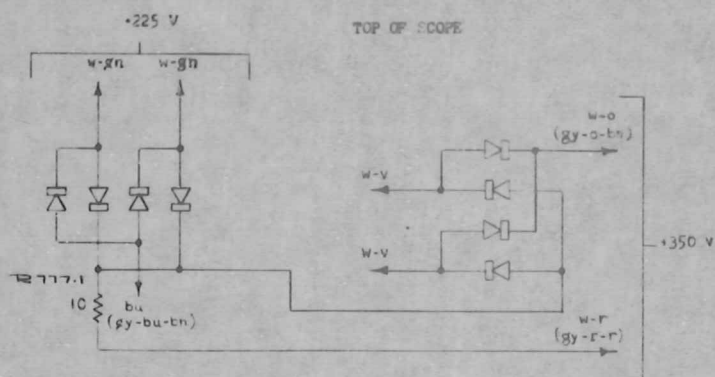 +225 V
TOP OF SCOPE
w-gn w-gn
w-o
(gy-o-tn)
w-v
w-v
+350 V
R777.1
10
bu
(gy-bu-tn)
w-r
(gy-r-r)